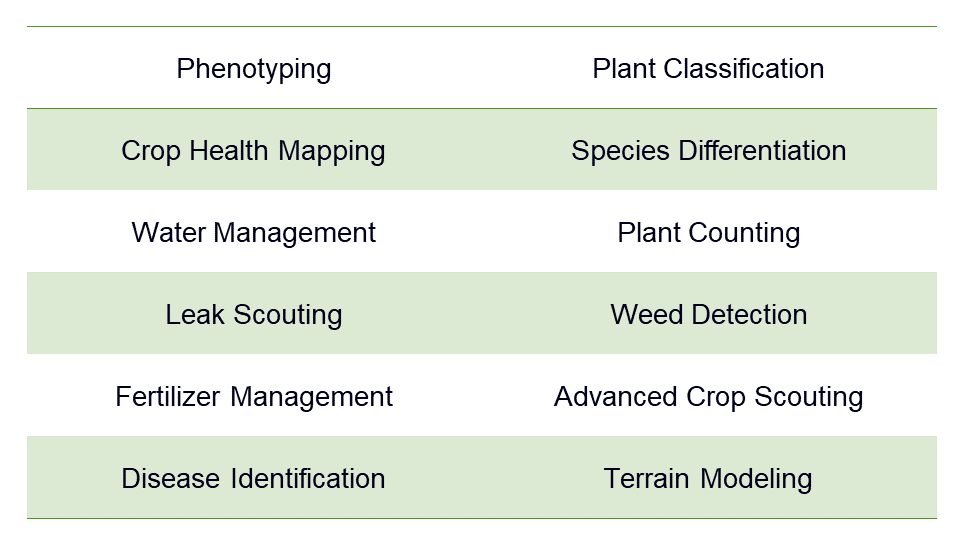 Phenotyping Plant Classification
Crop Health Mapping Species Differentiation
Water Management Plant Counting
Leak Scouting Weed Detection
Fertilizer Management Advanced Crop Scouting
Disease Identification Terrain Modeling